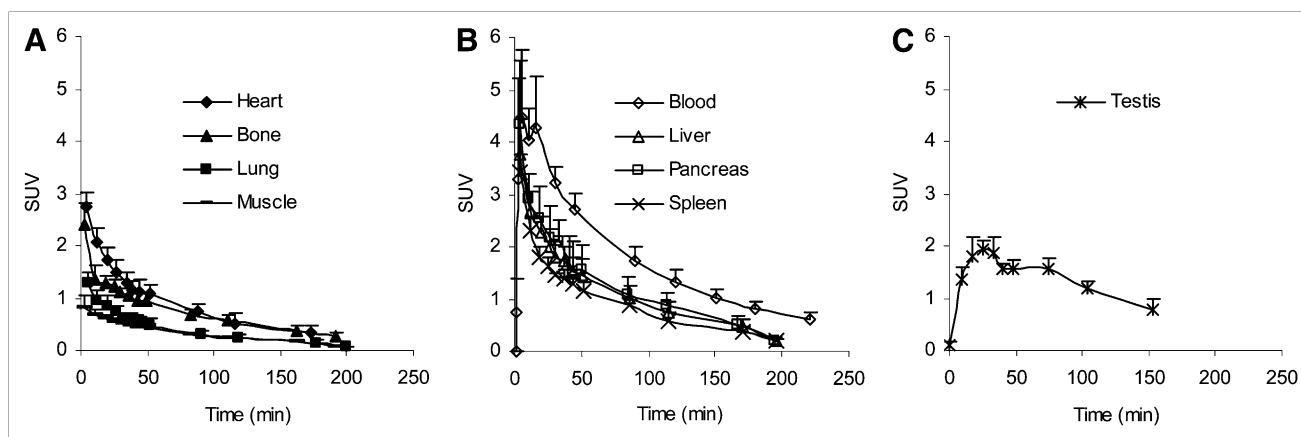 A
6
5
4
3
2
1
0
SUV
0 50 100 150 200 250
Time (min)
Heart
Bone
Lung
Muscle
B
6
5
4
3
2
1
0
SUV
0 50 100 150 200 250
Time (min)
Blood
Liver
Pancreas
Spleen
C
6
5
4
3
2
1
0
SUV
0 50 100 150 200 250
Time (min)
Testis